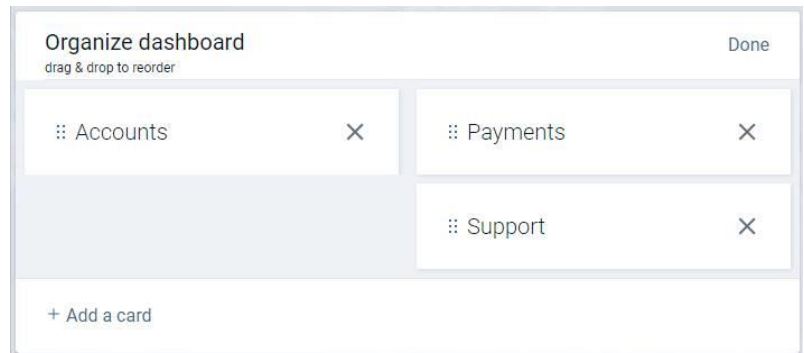 Organize dashboard
Done
drag & drop to reorder
Accounts
Payments
Support
+ Add a card